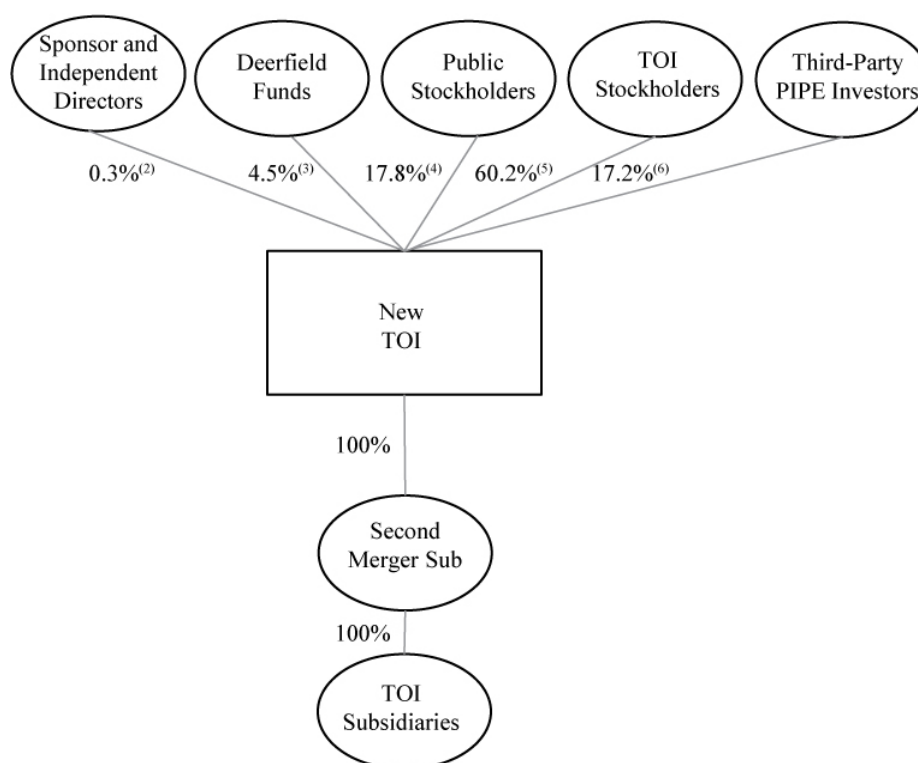 Sponsor and
Independent
Directors
Deerfield
Funds
Public
Stockholders
TOI
Stockholders
Third-Party
PIPE Investors
0.3%(2)
4.5%(3)
17.8%(4)
60.2%(5)
17.2%(6)
New
TOI
100%
Second
Merger Sub
100%
TOI
Subsidiaries